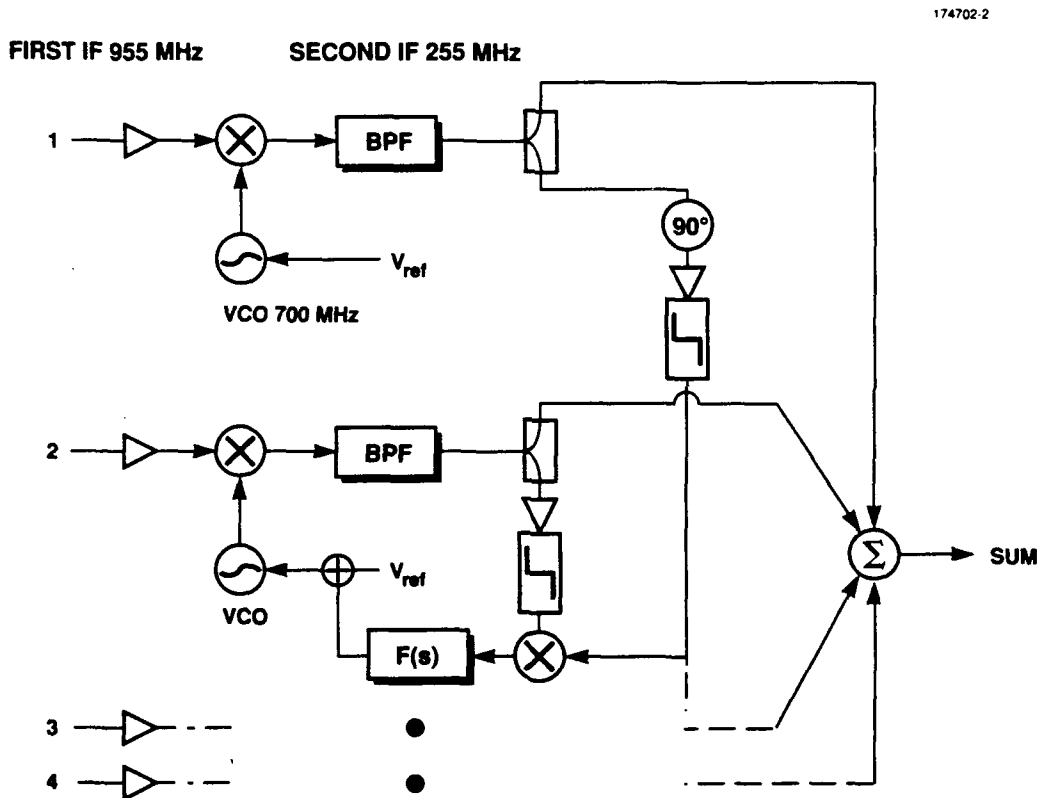 174702-2
FIRST IF 955 MHz SECOND IF 255 MHz
1
BPF
90°
V_ref
VCO 700 MHz
2
BPF
Σ
SUM
V_ref
VCO
F(s)
3
4